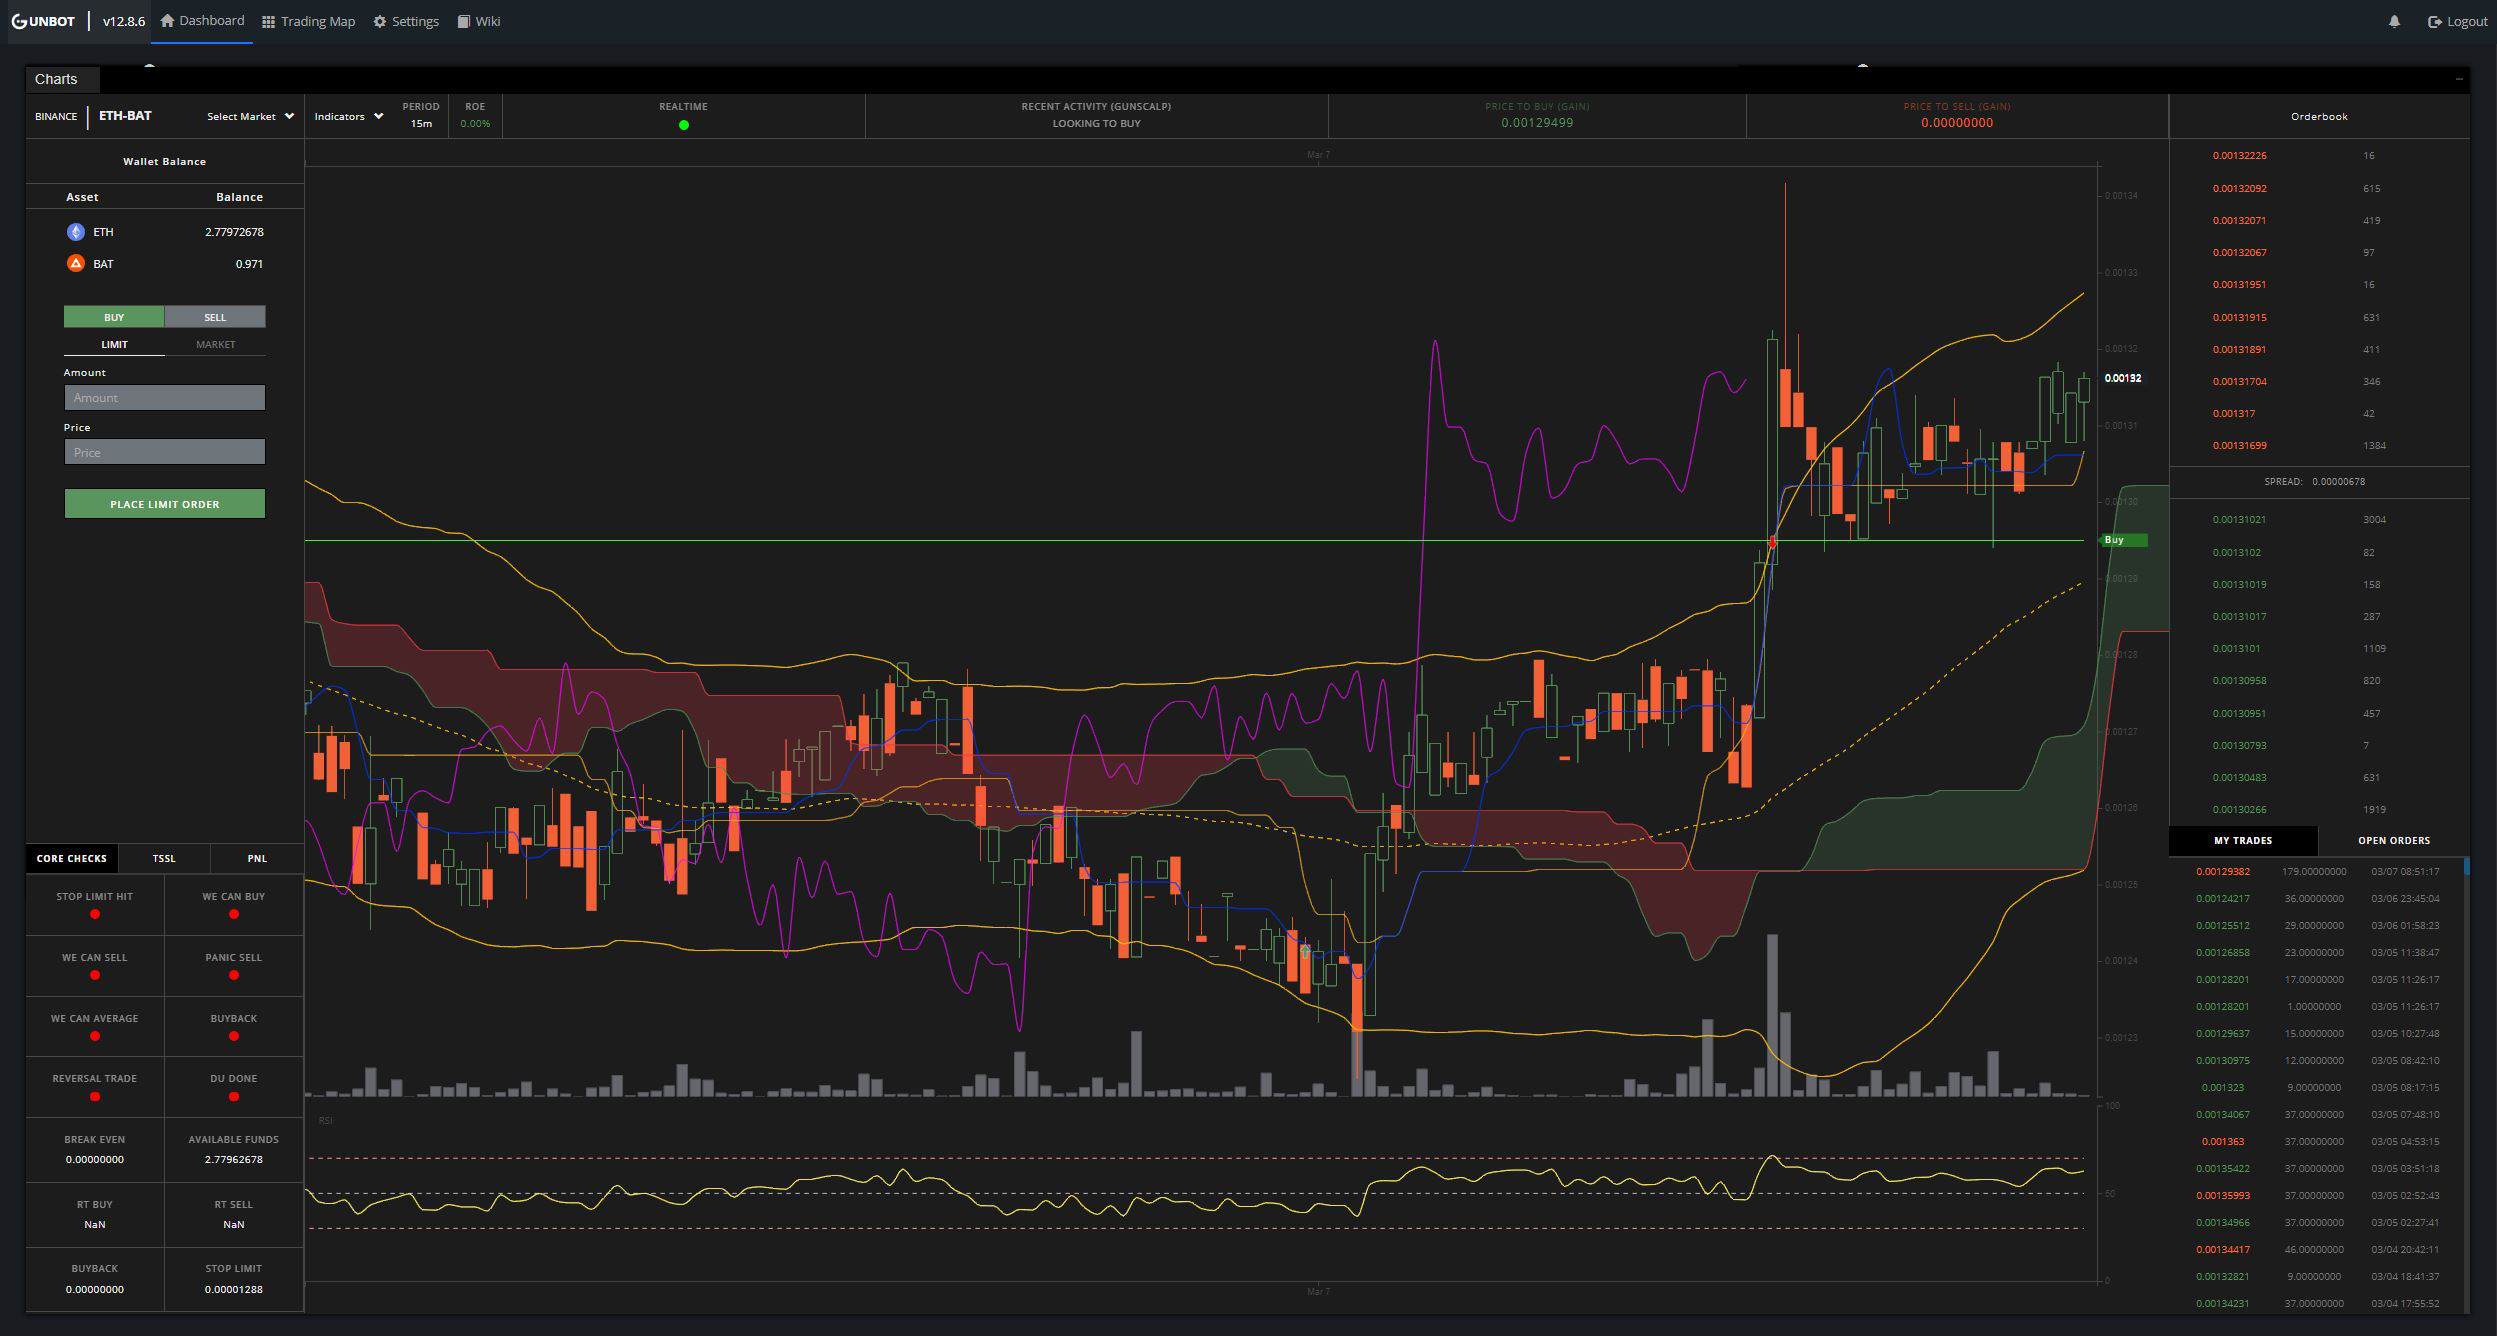 GUNBOT v12.8.6 Dashboard Trading Map Settings Wiki Logout
Charts
BINANCE ETH-BAT Select Market Indicators
PERIOD
15m
ROE
0.00%
REALTIME
RECENT ACTIVITY (GUNSCALP)
LOOKING TO BUY
PRICE TO BUY (GAIN)
0.00129499
PRICE TO SELL (GAIN)
0.00000000
Orderbook
Wallet Balance
Asset Balance
ETH 2.77972678
BAT 0.971
BUY SELL
LIMIT MARKET
Amount
Amount
Price
Price
PLACE LIMIT ORDER
CORE CHECKS TSSL PNL
STOP LIMIT HIT WE CAN BUY
WE CAN SELL PANIC SELL
WE CAN AVERAGE BUYBACK
REVERSAL TRADE DU DONE
BREAK EVEN AVAILABLE FUNDS
0.00000000 2.77962678
RT BUY RT SELL
NaN NaN
BUYBACK STOP LIMIT
0.00000000 0.00001288
Mar 7
0.00134
0.00133
0.00132
0.00132
0.00131
0.00130
Buy
0.00129
0.00128
0.00127
0.00126
0.00125
0.00124
0.00123
RSI
100
50
0
Mar 7
0.00132226 16
0.00132092 615
0.00132071 419
0.00132067 97
0.00131951 16
0.00131915 631
0.00131891 411
0.00131704 346
0.001317 42
0.00131699 1384
SPREAD: 0.00000678
0.00131021 3004
0.0013102 82
0.00131019 158
0.00131017 287
0.0013101 1109
0.00130958 820
0.00130951 457
0.00130793 7
0.00130483 631
0.00130266 1919
MY TRADES OPEN ORDERS
0.00129382 179.00000000 03/07 08:51:17
0.00124217 36.00000000 03/06 23:45:04
0.00125512 29.00000000 03/06 01:58:23
0.00126858 23.00000000 03/05 11:38:47
0.00128201 17.00000000 03/05 11:26:17
0.00128201 1.00000000 03/05 11:26:17
0.00129637 15.00000000 03/05 10:27:48
0.00130975 12.00000000 03/05 08:42:10
0.001323 9.00000000 03/05 08:17:15
0.00134067 37.00000000 03/05 07:48:10
0.001363 37.00000000 03/05 04:53:15
0.00135422 37.00000000 03/05 03:51:18
0.00135993 37.00000000 03/05 02:52:43
0.00134966 37.00000000 03/05 02:27:41
0.00134417 46.00000000 03/04 20:42:11
0.00132821 9.00000000 03/04 18:41:37
0.00134231 37.00000000 03/04 17:55:52